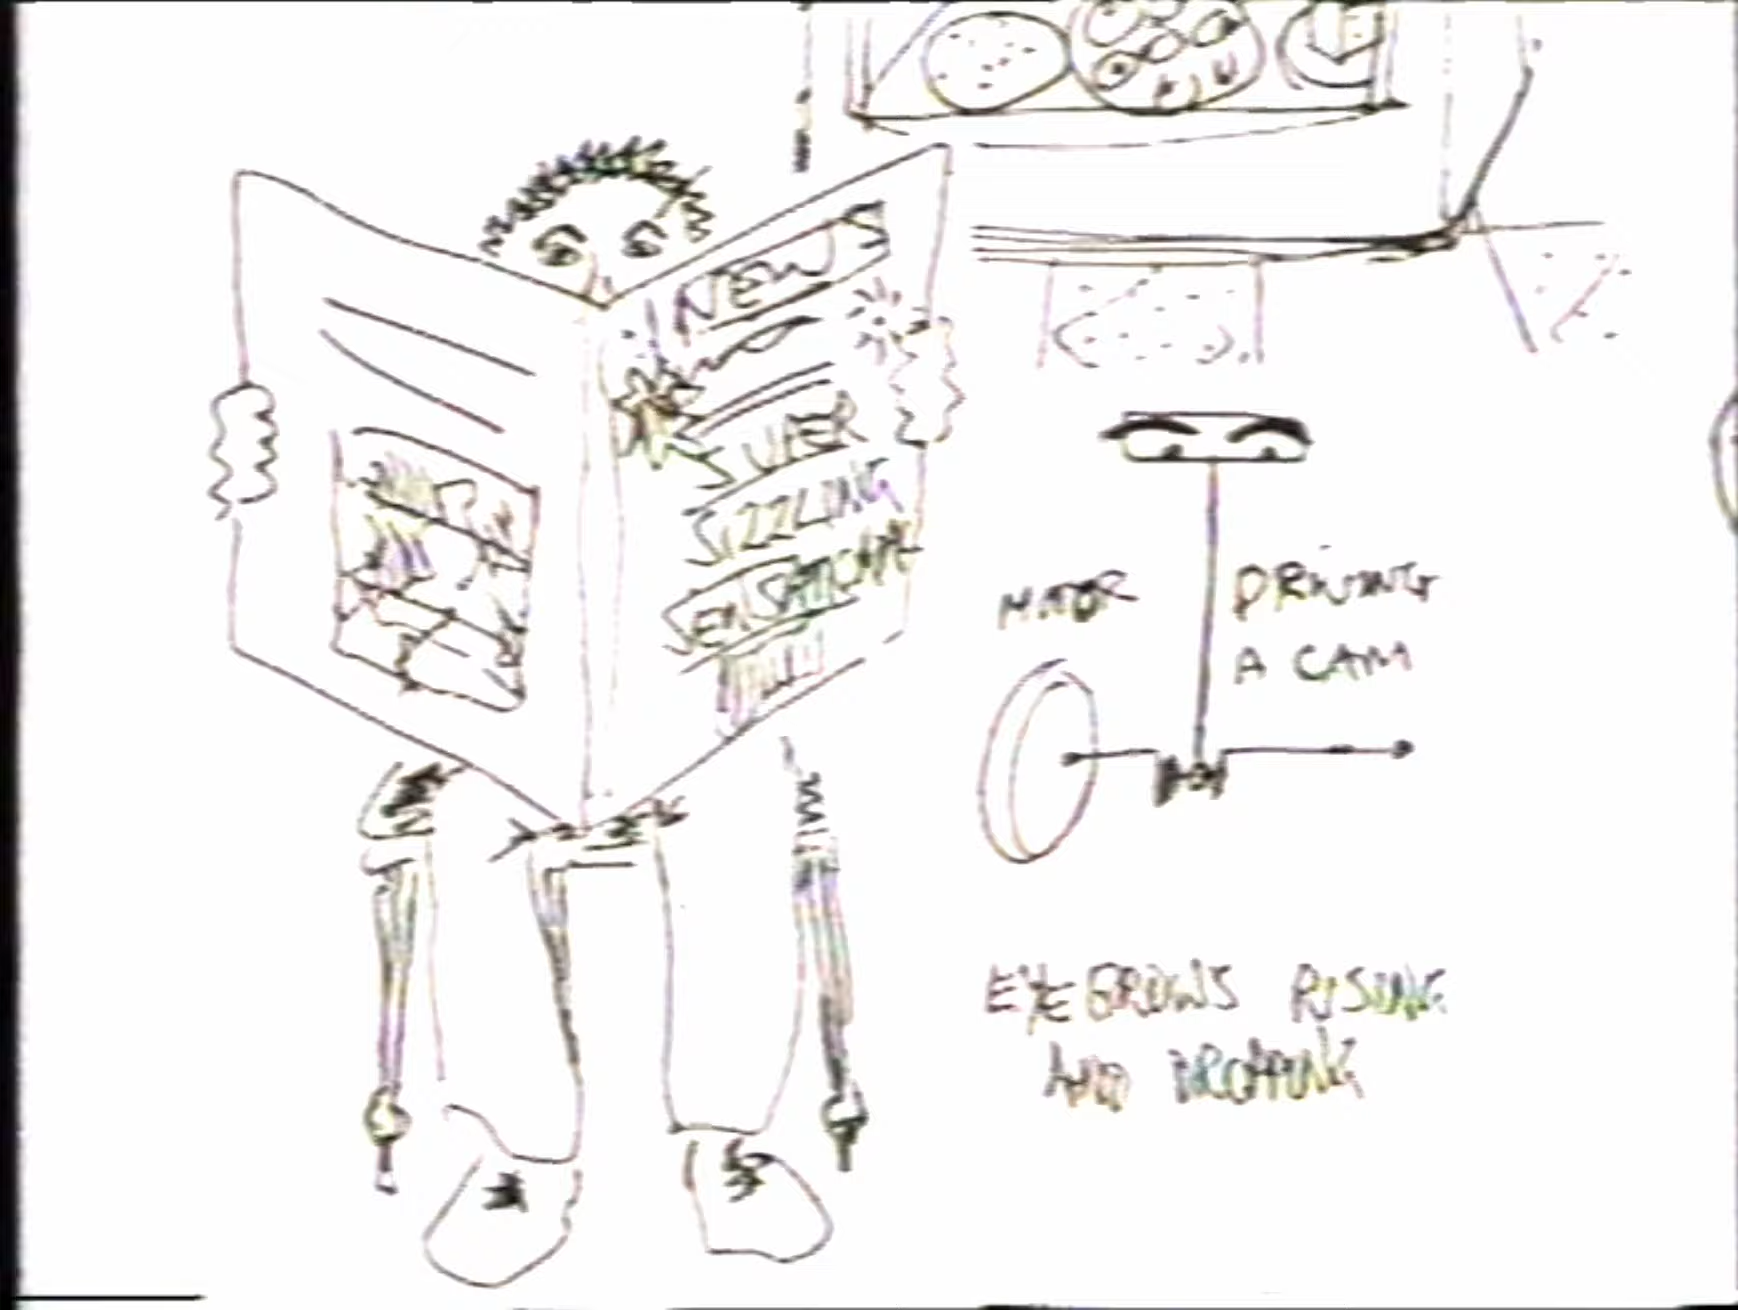 NEWS
SUPER
SIZZLING
SENSATIONAL
MOTOR
DRIVING
A CAM
EYEBROWS RISING
AND DROPPING